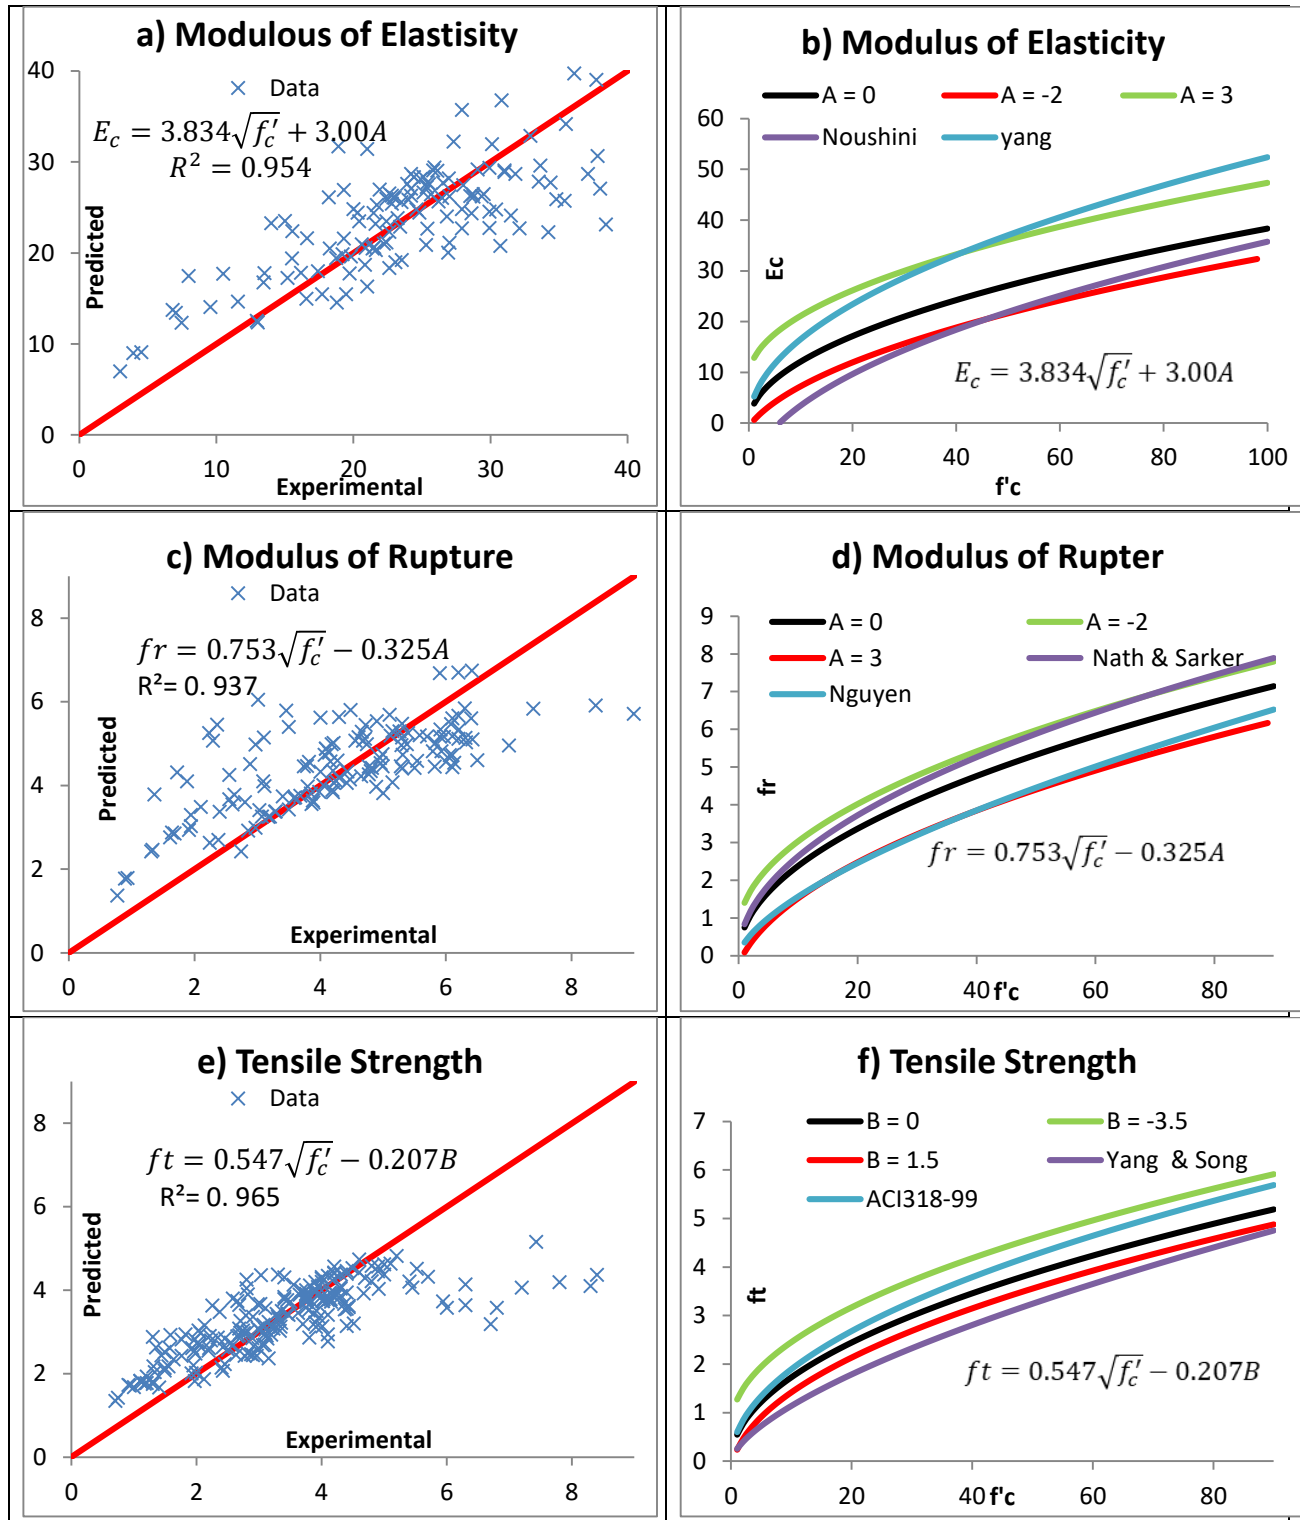 a) Modulous of Elastisity
40
Data
E_c = 3.834√f_c' + 3.00A
R² = 0.954
30
20
10
0
Predicted
0 10 20 30 40
Experimental
b) Modulus of Elasticity
A = 0 A = -2 A = 3
Noushini yang
60
50
40
30
20
10
0
Ec
E_c = 3.834√f_c' + 3.00A
0 20 40 60 80 100
f'c
c) Modulus of Rupture
Data
8
fr = 0.753√f_c' − 0.325A
R²= 0. 937
6
4
2
0
Predicted
Experimental
0 2 4 6 8
d) Modulus of Rupter
9
A = 0 A = -2
8
A = 3 Nath & Sarker
7
Nguyen
6
5
4
3
2
1
0
fr
fr = 0.753√f_c' − 0.325A
0 20 40 60 80
f'c
e) Tensile Strength
Data
8
ft = 0.547√f_c' − 0.207B
R²= 0. 965
6
4
2
0
Predicted
Experimental
0 2 4 6 8
f) Tensile Strength
7
B = 0 B = -3.5
6
B = 1.5 Yang & Song
ACI318-99
5
4
3
2
1
0
ft
ft = 0.547√f_c' − 0.207B
0 20 40 60 80
f'c